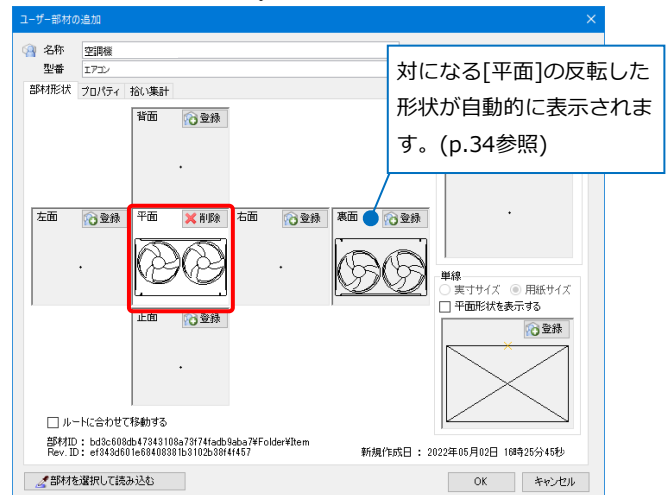 ユーザー部材の追加
名称 空調機
型番 エアコン
対になる[平面]の反転した
形状が自動的に表示されま
す。(p.34参照)
部材形状 プロパティ 拾い集計
背面 登録
左面 登録 平面 削除 右面 登録 裏面 登録
単線
実寸サイズ 用紙サイズ
平面形状を表示する
登録
正面 登録
ルートに合わせて移動する
部材ID : bd3c608db47343108a73f74fadb9aba7¥Folder¥Item
Rev. ID : ef343d601e68408381b3102b38f4f457 新規作成日 : 2022年05月02日 16時25分45秒
部材を選択して読み込む OK キャンセル